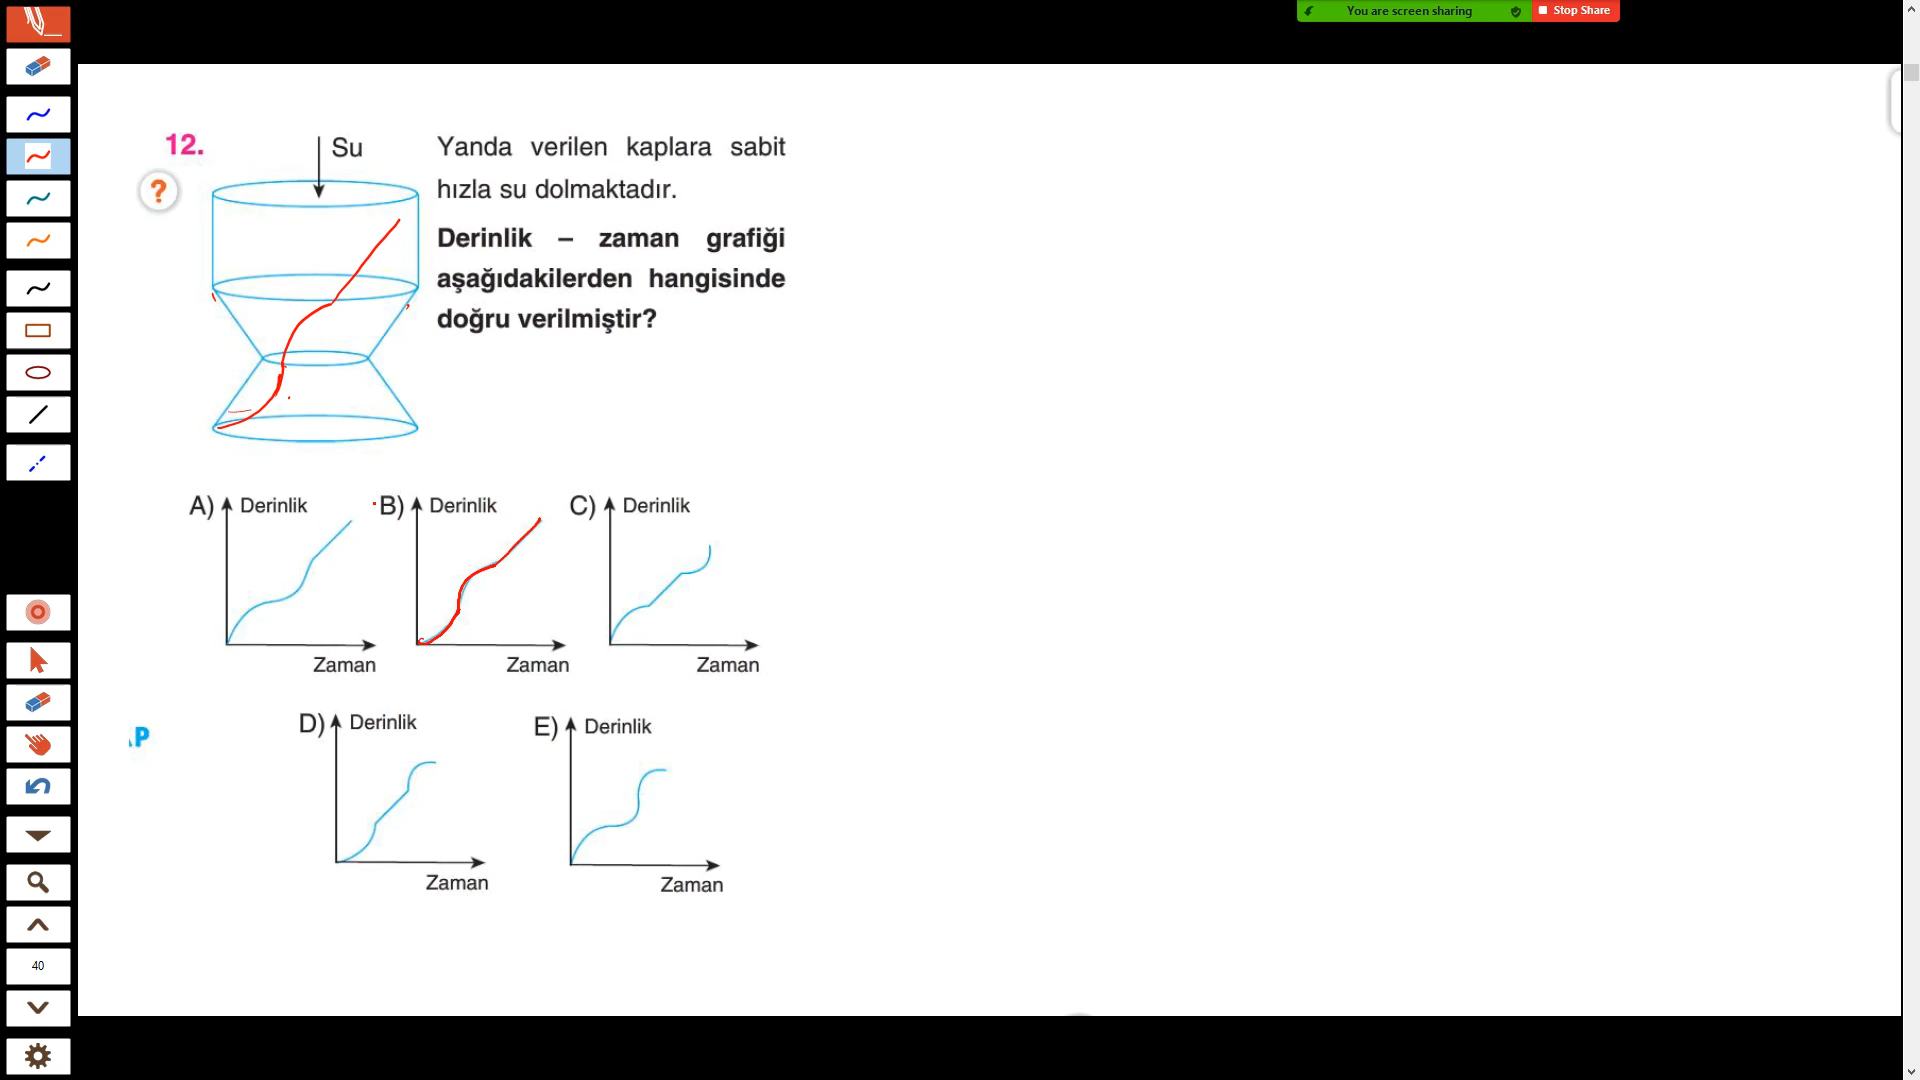 You are screen sharing
Stop Share
12.
Su
Yanda verilen kaplara sabit
hızla su dolmaktadır.
Derinlik – zaman grafiği
aşağıdakilerden hangisinde
doğru verilmiştir?
?
A) Derinlik
Zaman
B) Derinlik
Zaman
C) Derinlik
Zaman
D) Derinlik
Zaman
E) Derinlik
Zaman
P
40